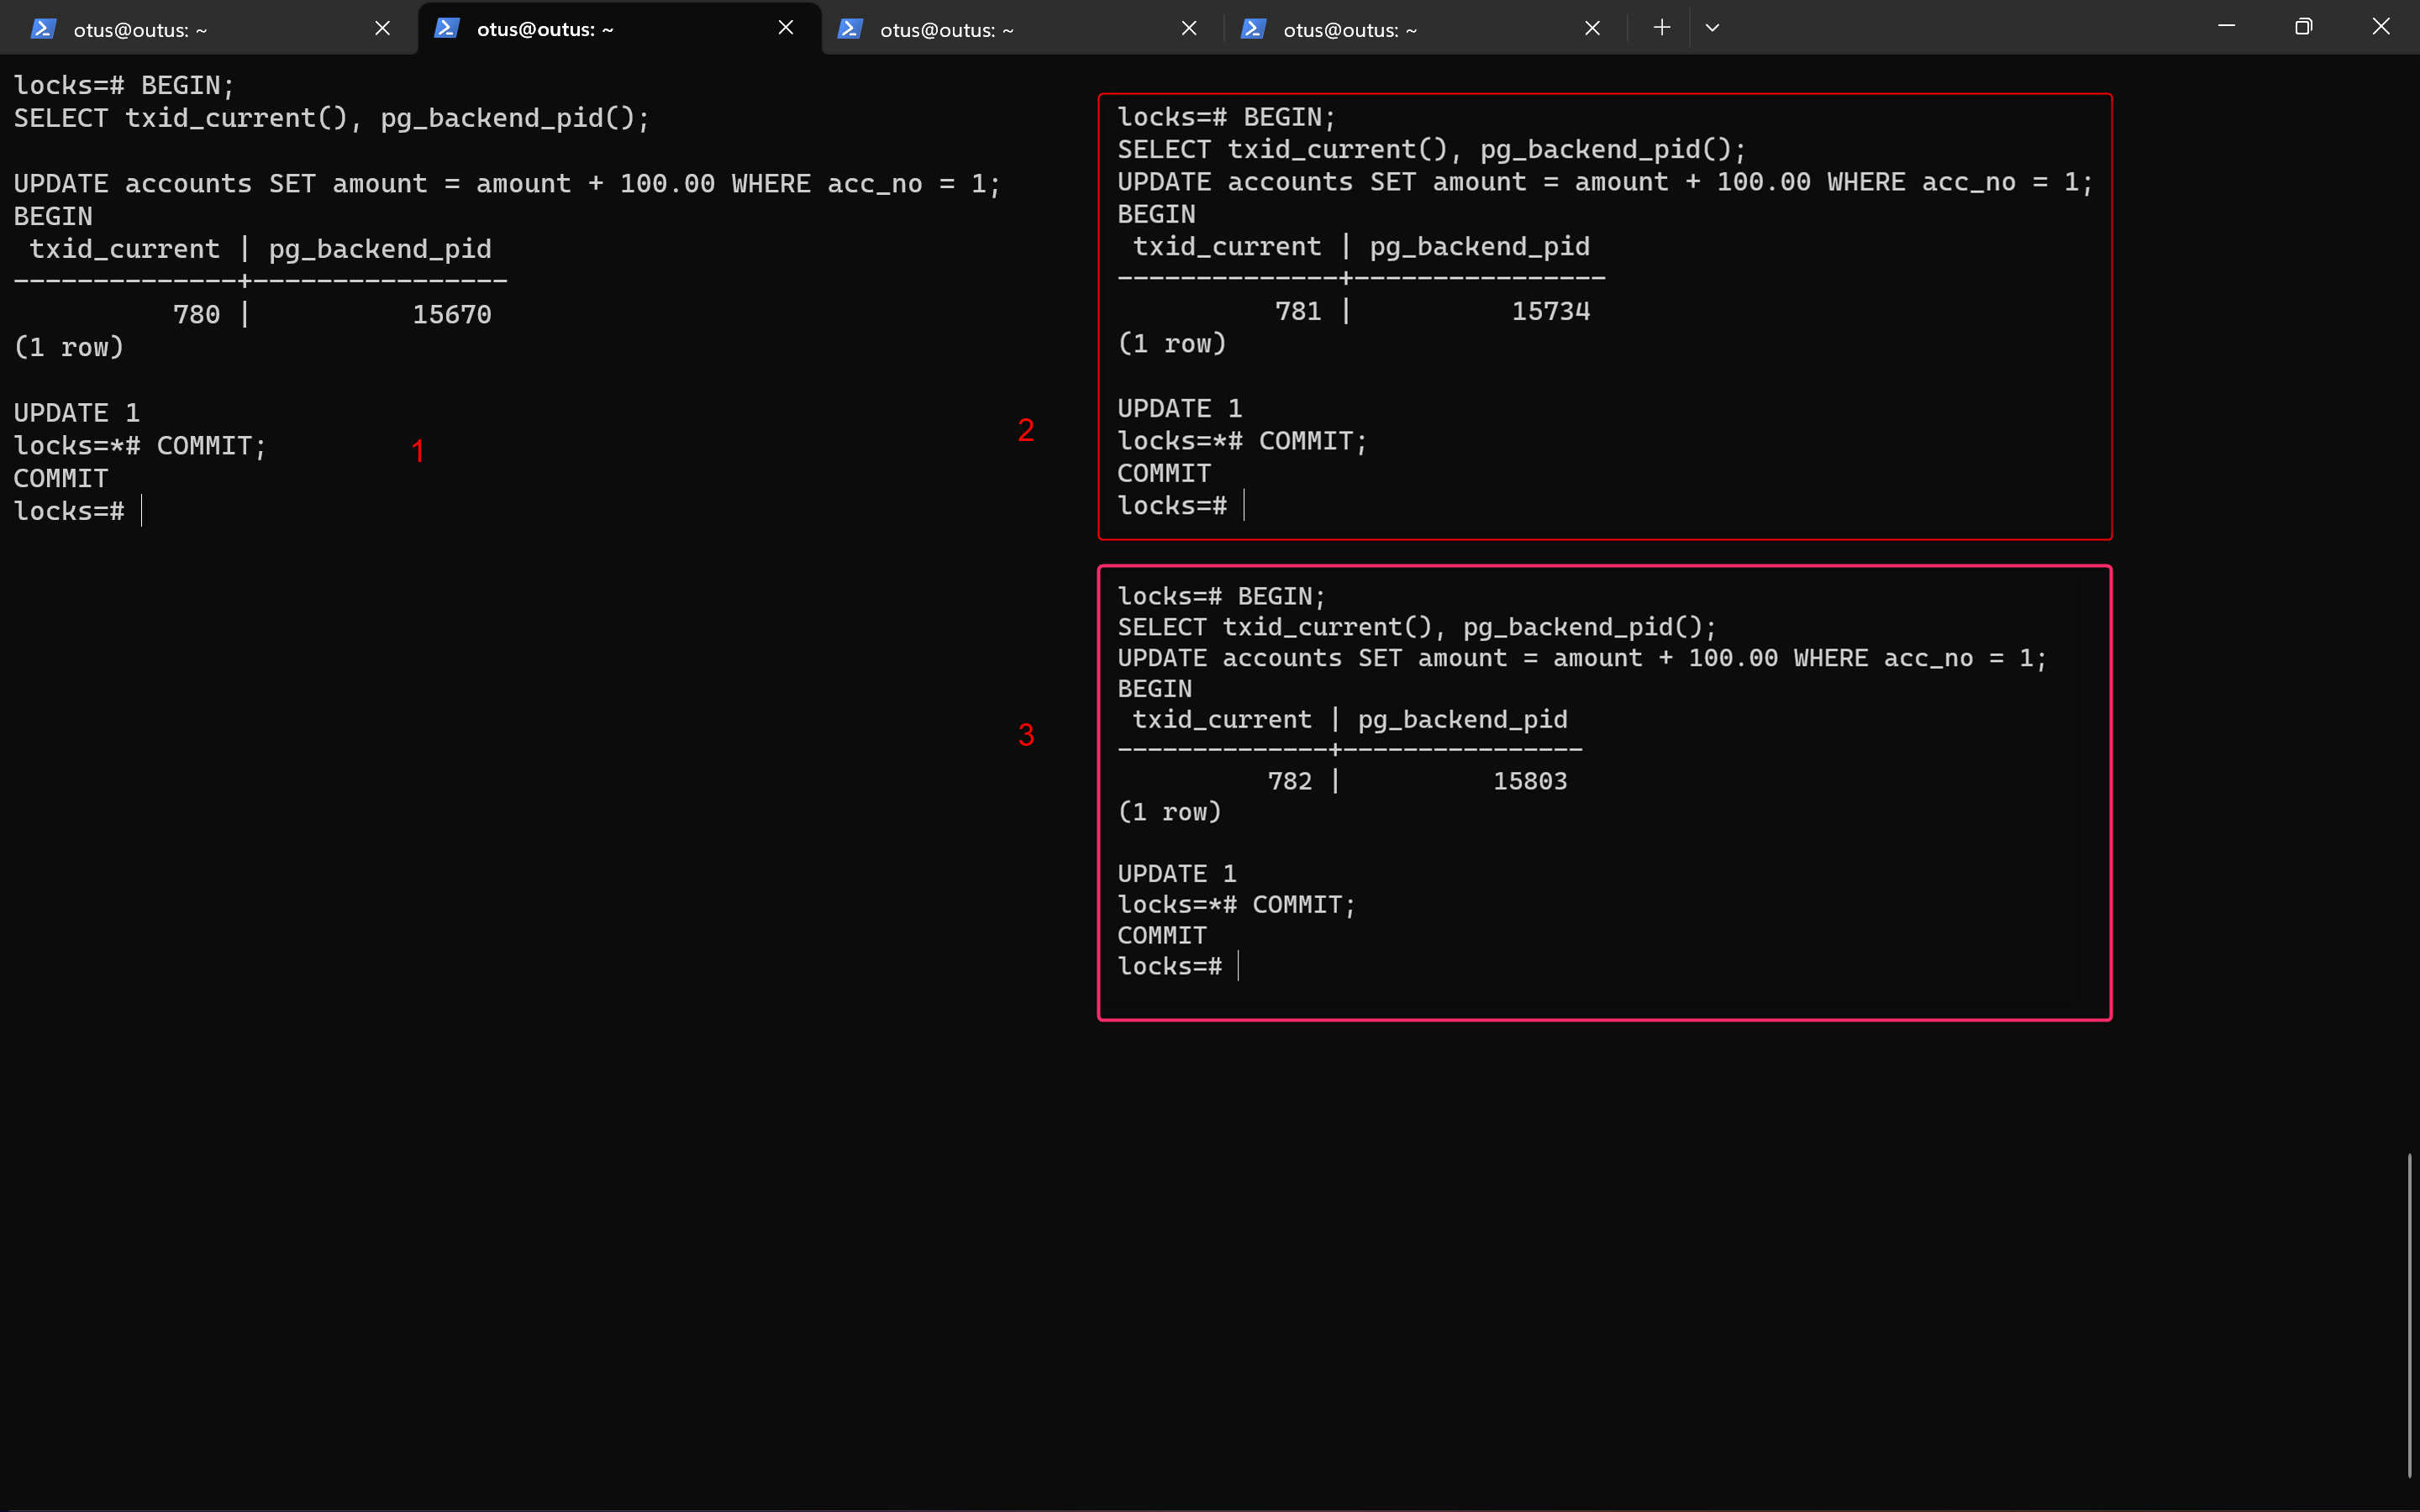 otus@outus: ~
otus@outus: ~
otus@outus: ~
otus@outus: ~
locks=# BEGIN;
SELECT txid_current(), pg_backend_pid();
UPDATE accounts SET amount = amount + 100.00 WHERE acc_no = 1;
BEGIN
txid_current | pg_backend_pid
--------------+----------------
780 | 15670
(1 row)
UPDATE 1
locks=*# COMMIT;
COMMIT
locks=#
1
2
locks=# BEGIN;
SELECT txid_current(), pg_backend_pid();
UPDATE accounts SET amount = amount + 100.00 WHERE acc_no = 1;
BEGIN
txid_current | pg_backend_pid
--------------+----------------
781 | 15734
(1 row)
UPDATE 1
locks=*# COMMIT;
COMMIT
locks=#
3
locks=# BEGIN;
SELECT txid_current(), pg_backend_pid();
UPDATE accounts SET amount = amount + 100.00 WHERE acc_no = 1;
BEGIN
txid_current | pg_backend_pid
--------------+----------------
782 | 15803
(1 row)
UPDATE 1
locks=*# COMMIT;
COMMIT
locks=#